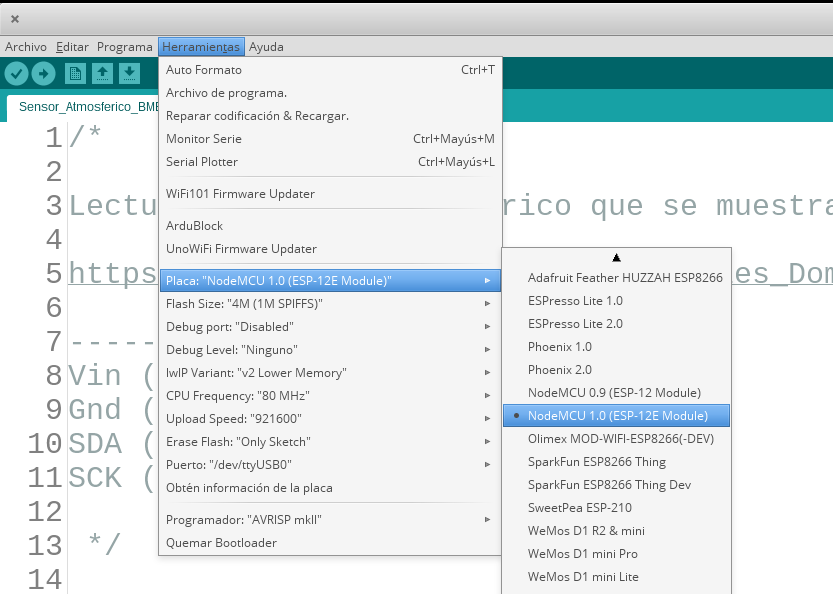 ×
Archivo Editar Programa Herramientas Ayuda
Sensor_Atmosferico_BME
Auto Formato Ctrl+T
Archivo de programa.
Reparar codificación & Recargar.
Monitor Serie Ctrl+Mayús+M
Serial Plotter Ctrl+Mayús+L
WiFi101 Firmware Updater
ArduBlock
UnoWiFi Firmware Updater
Placa: "NodeMCU 1.0 (ESP-12E Module)"
Flash Size: "4M (1M SPIFFS)"
Debug port: "Disabled"
Debug Level: "Ninguno"
lwIP Variant: "v2 Lower Memory"
CPU Frequency: "80 MHz"
Upload Speed: "921600"
Erase Flash: "Only Sketch"
Puerto: "/dev/ttyUSB0"
Obtén información de la placa
Programador: "AVRISP mkII"
Quemar Bootloader
Adafruit Feather HUZZAH ESP8266
ESPresso Lite 1.0
ESPresso Lite 2.0
Phoenix 1.0
Phoenix 2.0
NodeMCU 0.9 (ESP-12 Module)
NodeMCU 1.0 (ESP-12E Module)
Olimex MOD-WIFI-ESP8266(-DEV)
SparkFun ESP8266 Thing
SparkFun ESP8266 Thing Dev
SweetPea ESP-210
WeMos D1 R2 & mini
WeMos D1 mini Pro
WeMos D1 mini Lite
1 /*
2
3 Lectu rico que se muestra
4
5 https es_Dom
6
7 -----
8 Vin (
9 Gnd (
10 SDA (
11 SCK (
12
13 */
14